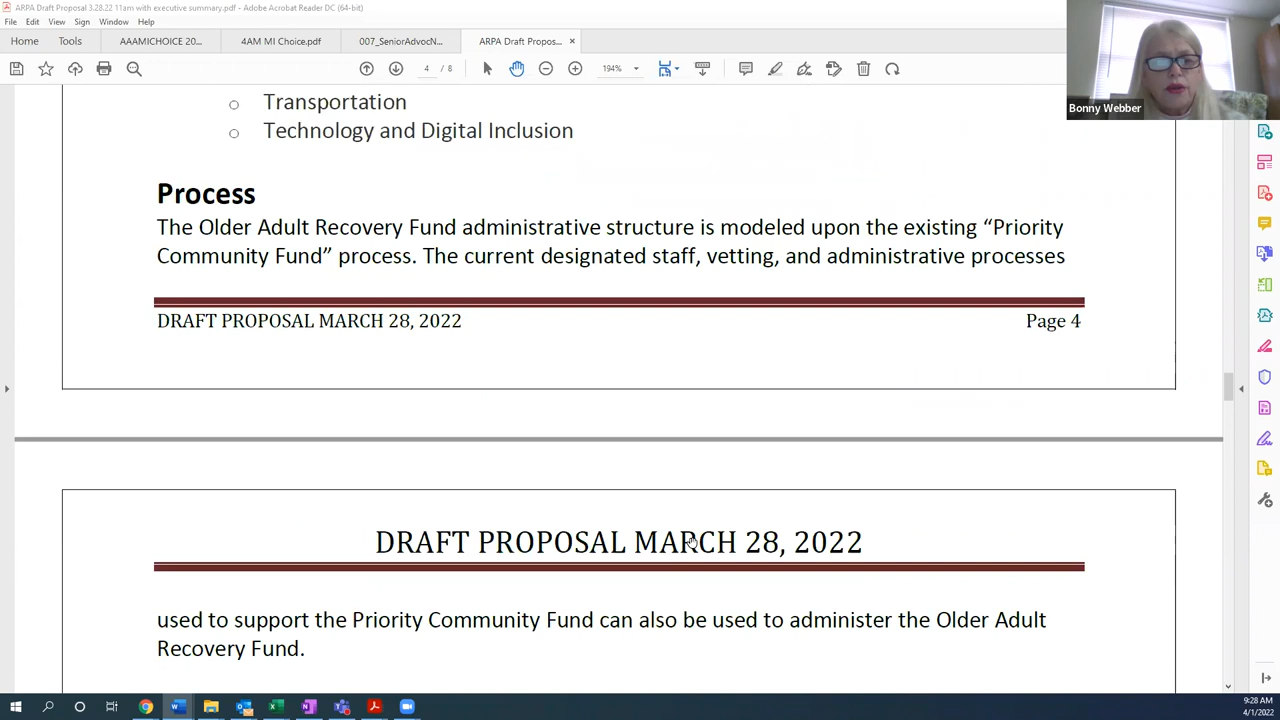 ARPA Draft Proposal 3.28.22 11am with executive summary.pdf - Adobe Acrobat Reader DC (64-bit)
File Edit View Sign Window Help
Home Tools AAAMICHOICE 20... 4AM MI Choice.pdf 007_SeniorAdvocN... ARPA Draft Propos... ×
4 / 8 194%
Bonny Webber
○ Transportation
○ Technology and Digital Inclusion
Process
The Older Adult Recovery Fund administrative structure is modeled upon the existing “Priority
Community Fund” process. The current designated staff, vetting, and administrative processes
DRAFT PROPOSAL MARCH 28, 2022 Page 4
DRAFT PROPOSAL MARCH 28, 2022
used to support the Priority Community Fund can also be used to administer the Older Adult
Recovery Fund.
9:28 AM
4/1/2022